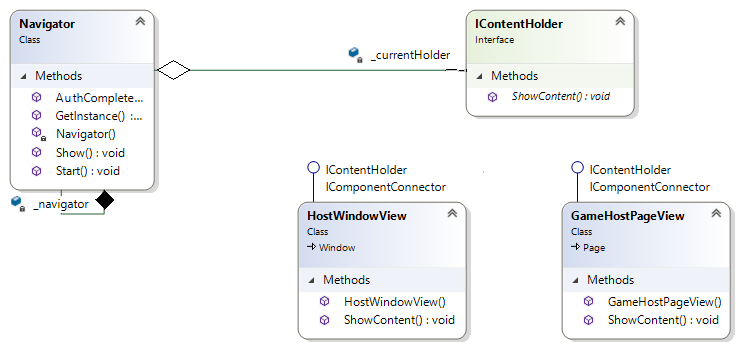 Navigator
Class
Methods
AuthComplete...
GetInstance() :...
Navigator()
Show() : void
Start() : void
_navigator
_currentHolder
IContentHolder
Interface
Methods
ShowContent() : void
IContentHolder
IComponentConnector
HostWindowView
Class
Window
Methods
HostWindowView()
ShowContent() : void
IContentHolder
IComponentConnector
GameHostPageView
Class
Page
Methods
GameHostPageView()
ShowContent() : void